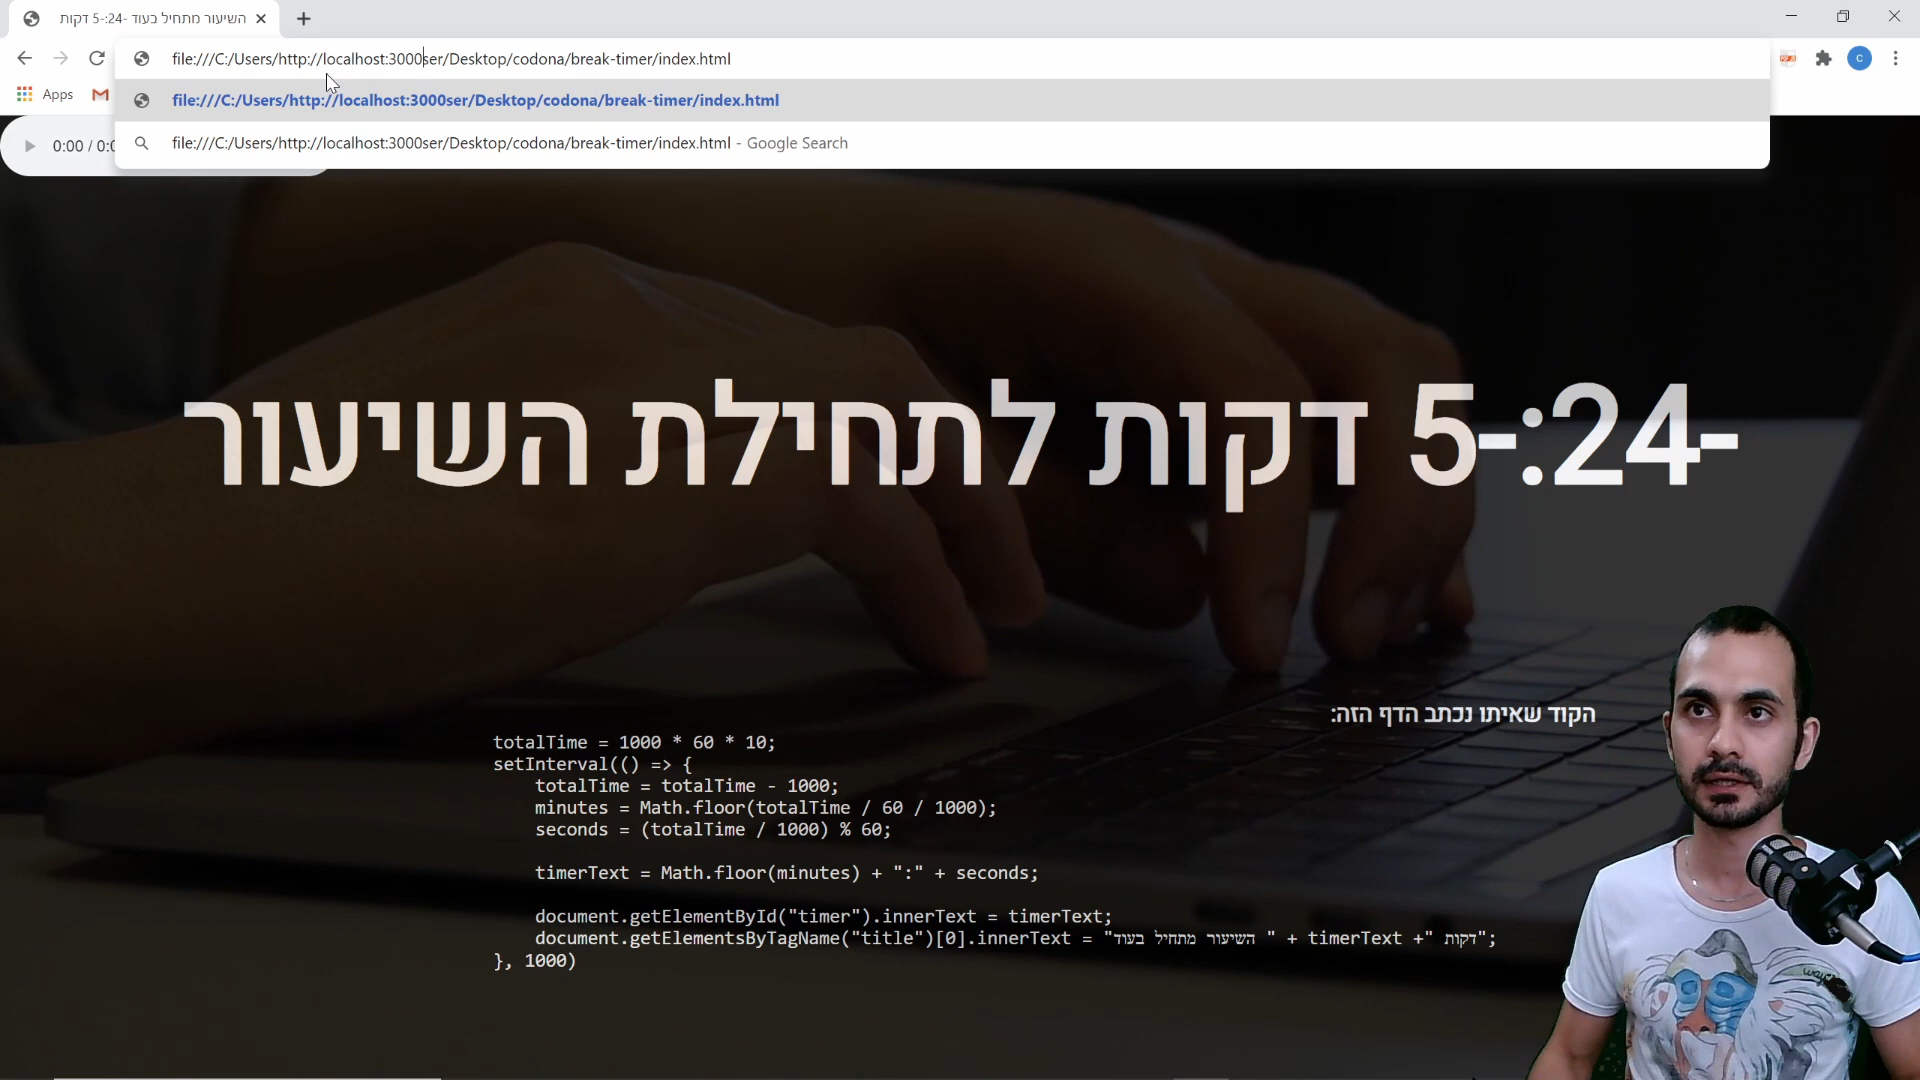 השיעור מתחיל בעוד -5:-24 דקות
file:///C:/Users/http://localhost:3000ser/Desktop/codona/break-timer/index.html
C
Apps
file:///C:/Users/http://localhost:3000ser/Desktop/codona/break-timer/index.html
0:00 / 0:0
file:///C:/Users/http://localhost:3000ser/Desktop/codona/break-timer/index.html - Google Search
-24:-5 דקות לתחילת השיעור
הקוד שאיתו נכתב הדף הזה:
totalTime = 1000 * 60 * 10;
setInterval(() => {
totalTime = totalTime - 1000;
minutes = Math.floor(totalTime / 60 / 1000);
seconds = (totalTime / 1000) % 60;
timerText = Math.floor(minutes) + ":" + seconds;
document.getElementById("timer").innerText = timerText;
document.getElementsByTagName("title")[0].innerText = "השיעור מתחיל בעוד " + timerText +" דקות";
}, 1000)